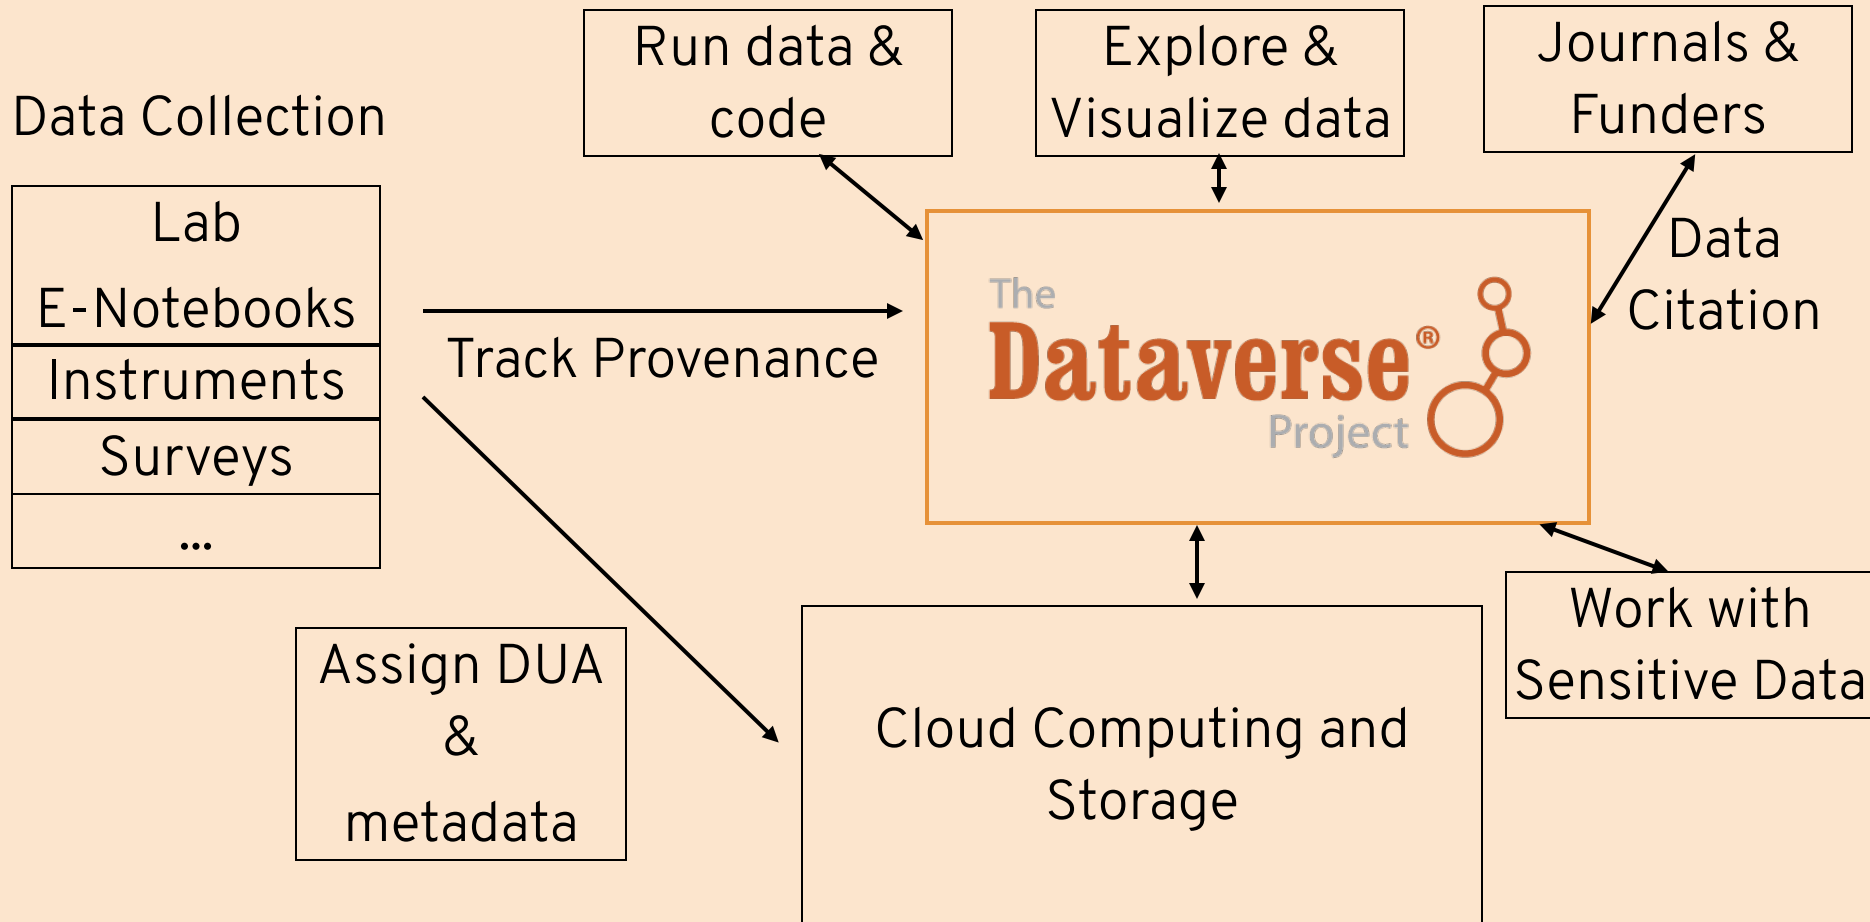 Data Collection
Lab
E-Notebooks
Instruments
Surveys
...
Run data &
code
Explore &
Visualize data
Journals &
Funders
Track Provenance
The
Dataverse®
Project
Data
Citation
Assign DUA
&
metadata
Cloud Computing and
Storage
Work with
Sensitive Data